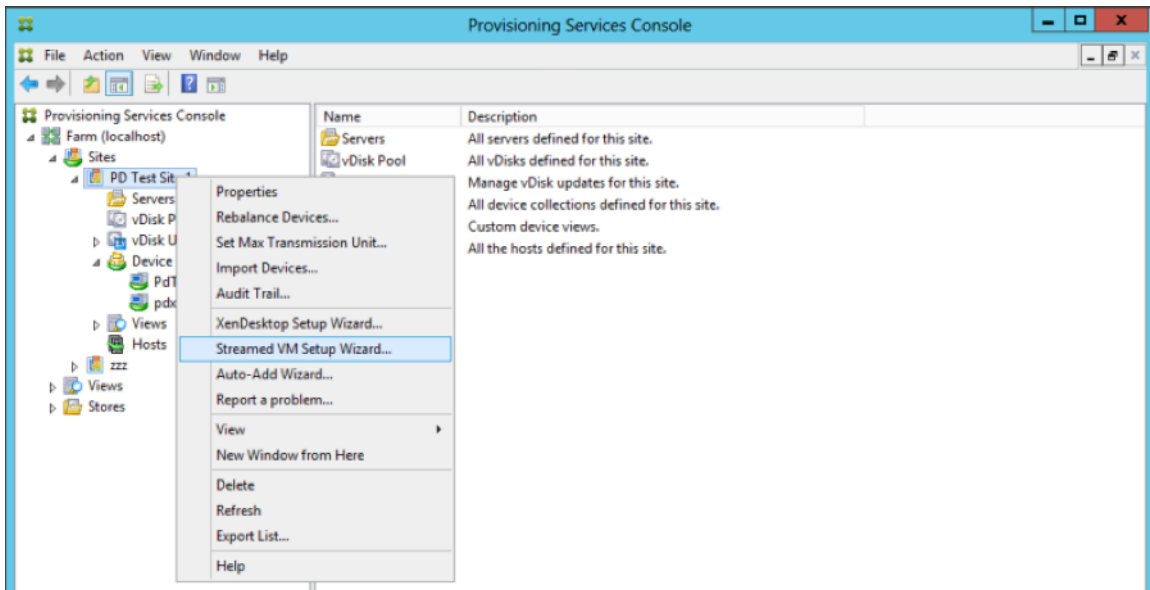 Provisioning Services Console
File Action View Window Help
Provisioning Services Console
Farm (localhost)
Sites
PD Test Sit
Servers
vDisk P
vDisk U
Device
PdT
pdx
Views
Hosts
zzz
Views
Stores
Name Description
Servers All servers defined for this site.
vDisk Pool All vDisks defined for this site.
Manage vDisk updates for this site.
All device collections defined for this site.
Custom device views.
All the hosts defined for this site.
Properties
Rebalance Devices...
Set Max Transmission Unit...
Import Devices...
Audit Trail...
XenDesktop Setup Wizard...
Streamed VM Setup Wizard...
Auto-Add Wizard...
Report a problem...
View
New Window from Here
Delete
Refresh
Export List...
Help